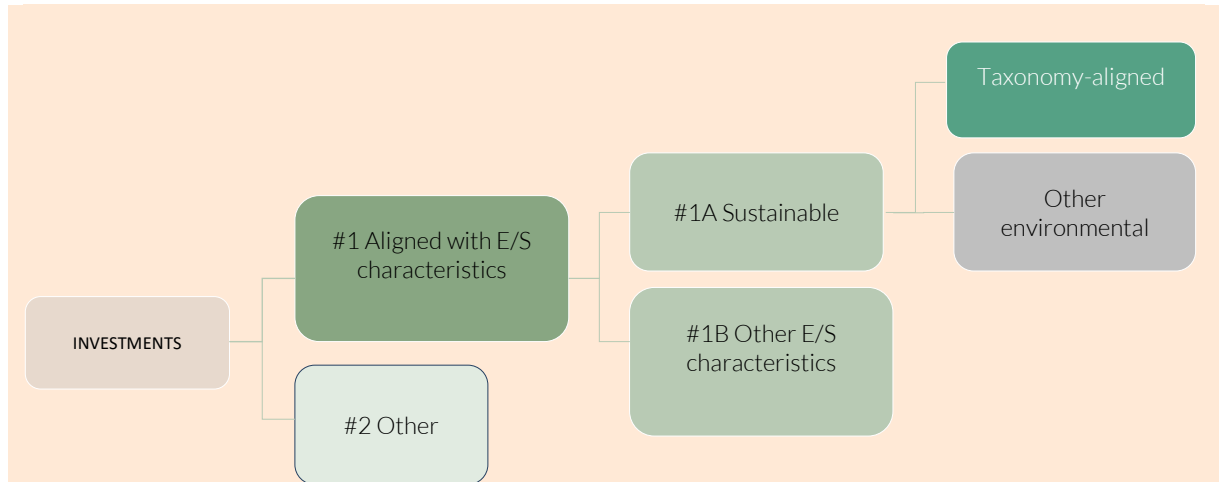 Taxonomy-aligned
Other
environmental
#1A Sustainable
#1 Aligned with E/S
characteristics
#1B Other E/S
characteristics
INVESTMENTS
#2 Other